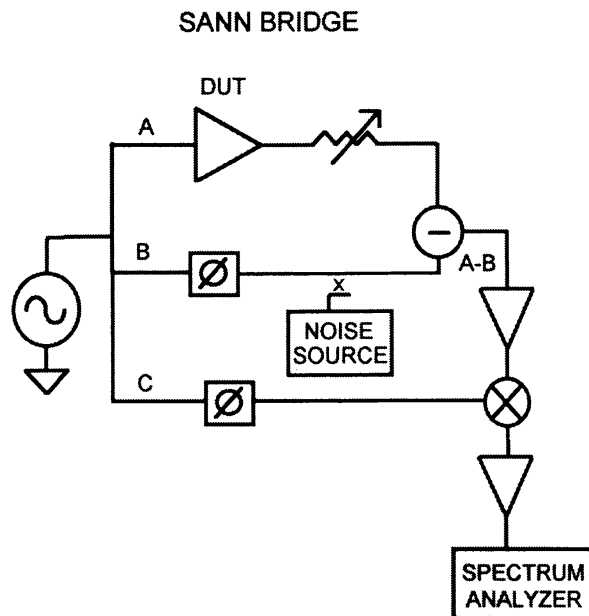 SANN BRIDGE
DUT
A
B
A-B
X
NOISE
SOURCE
C
SPECTRUM
ANALYZER